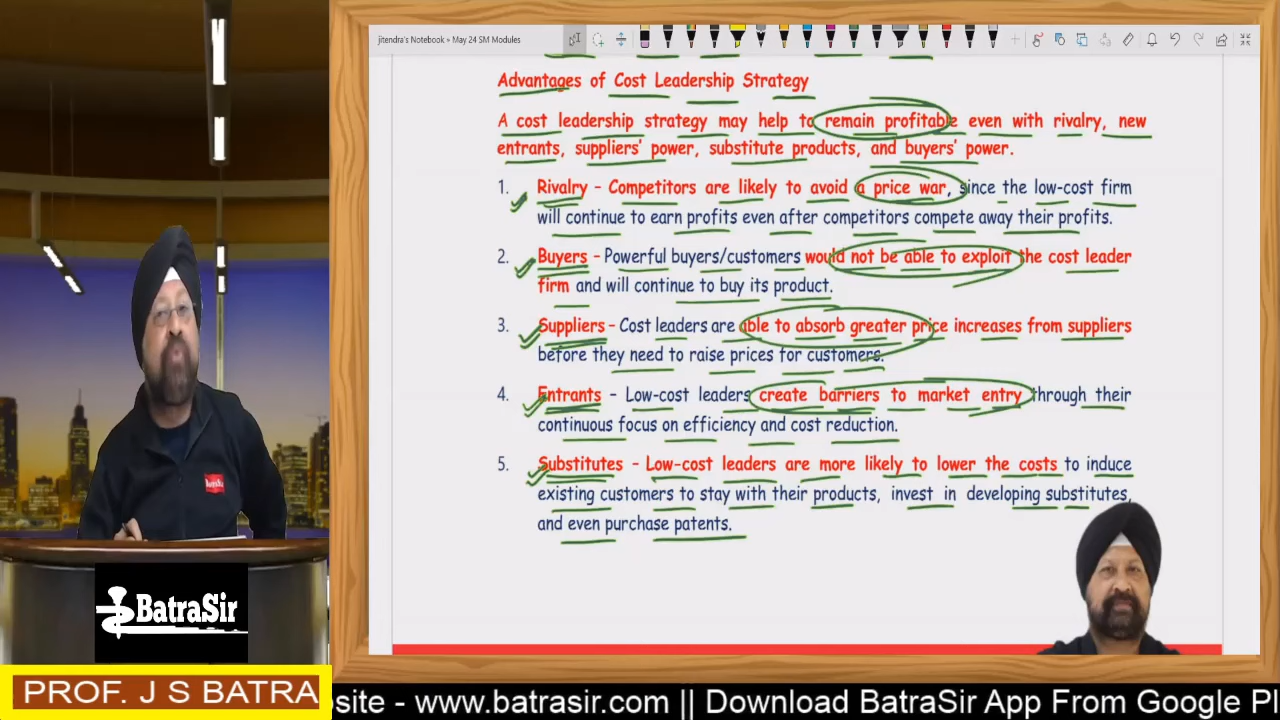 jitendra's Notebook » May 24 SM Modules
Advantages of Cost Leadership Strategy
A cost leadership strategy may help to remain profitable even with rivalry, new
entrants, suppliers' power, substitute products, and buyers' power.
1. Rivalry - Competitors are likely to avoid a price war, since the low-cost firm
will continue to earn profits even after competitors compete away their profits.
2. Buyers - Powerful buyers/customers would not be able to exploit the cost leader
firm and will continue to buy its product.
3. Suppliers - Cost leaders are able to absorb greater price increases from suppliers
before they need to raise prices for customers.
4. Entrants - Low-cost leaders create barriers to market entry through their
continuous focus on efficiency and cost reduction.
5. Substitutes - Low-cost leaders are more likely to lower the costs to induce
existing customers to stay with their products, invest in developing substitutes,
and even purchase patents.
BatraSir
PROF. J S BATRA
osite - www.batrasir.com || Download BatraSir App From Google Pl